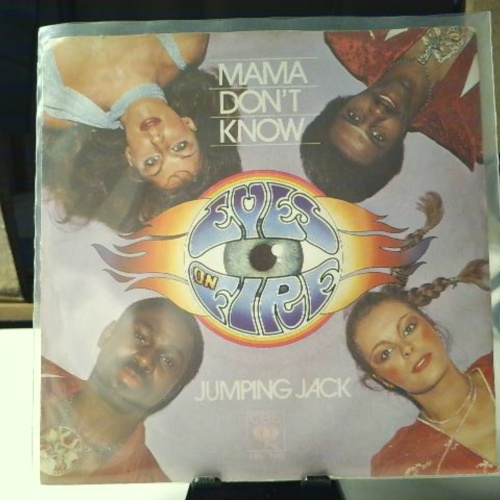 MAMA
DON'T
KNOW
EYES
ON
FIRE
JUMPING JACK